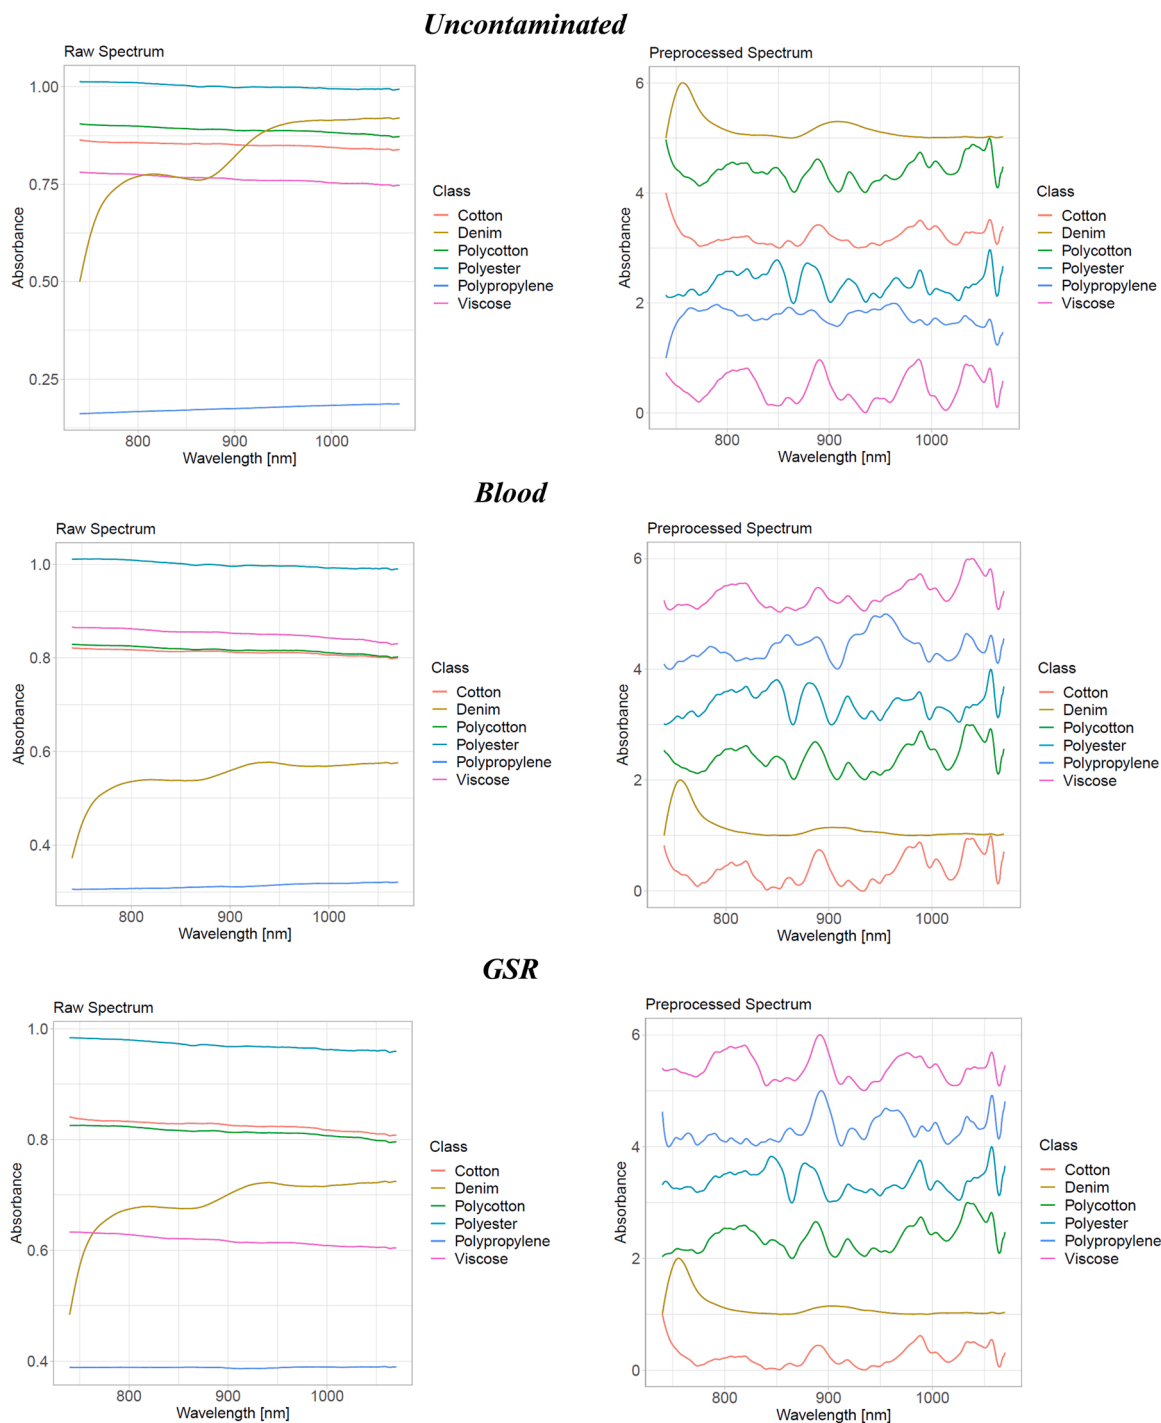 Uncontaminated
Raw Spectrum
Absorbance
1.00
0.75
0.50
0.25
800
900
1000
Wavelength [nm]
Class
Cotton
Denim
Polycotton
Polyester
Polypropylene
Viscose
Preprocessed Spectrum
Absorbance
6
4
2
0
800
900
1000
Wavelength [nm]
Class
Cotton
Denim
Polycotton
Polyester
Polypropylene
Viscose
Blood
Raw Spectrum
Absorbance
1.0
0.8
0.6
0.4
800
900
1000
Wavelength [nm]
Class
Cotton
Denim
Polycotton
Polyester
Polypropylene
Viscose
Preprocessed Spectrum
Absorbance
6
4
2
0
800
900
1000
Wavelength [nm]
Class
Cotton
Denim
Polycotton
Polyester
Polypropylene
Viscose
GSR
Raw Spectrum
Absorbance
1.0
0.8
0.6
0.4
800
900
1000
Wavelength [nm]
Class
Cotton
Denim
Polycotton
Polyester
Polypropylene
Viscose
Preprocessed Spectrum
Absorbance
6
4
2
0
800
900
1000
Wavelength [nm]
Class
Cotton
Denim
Polycotton
Polyester
Polypropylene
Viscose